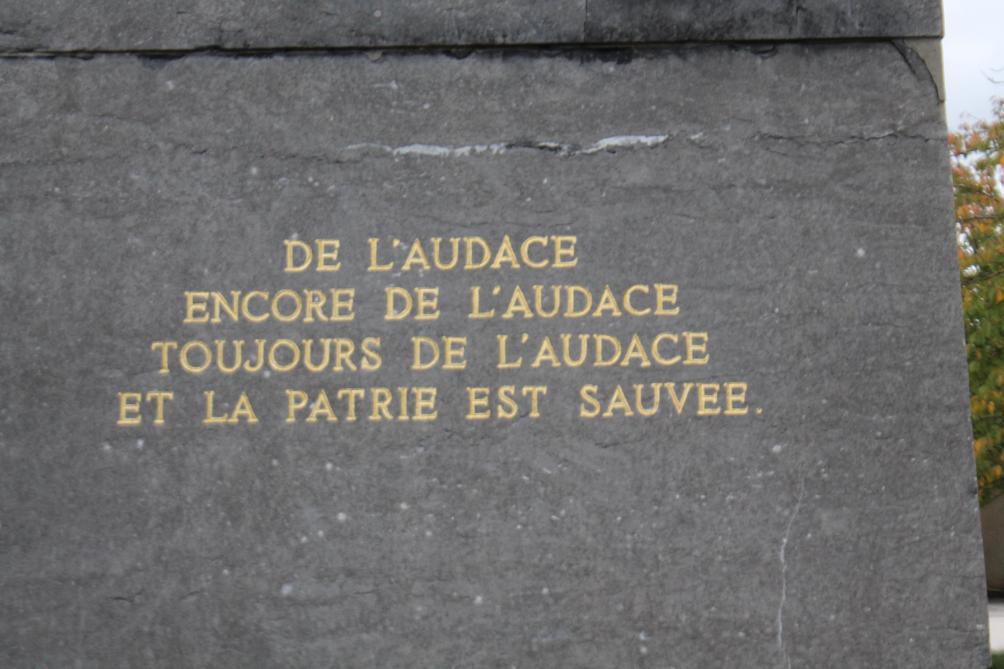 DE L'AUDACE
ENCORE DE L'AUDACE
TOUJOURS DE L'AUDACE
ET LA PATRIE EST SAUVEE.